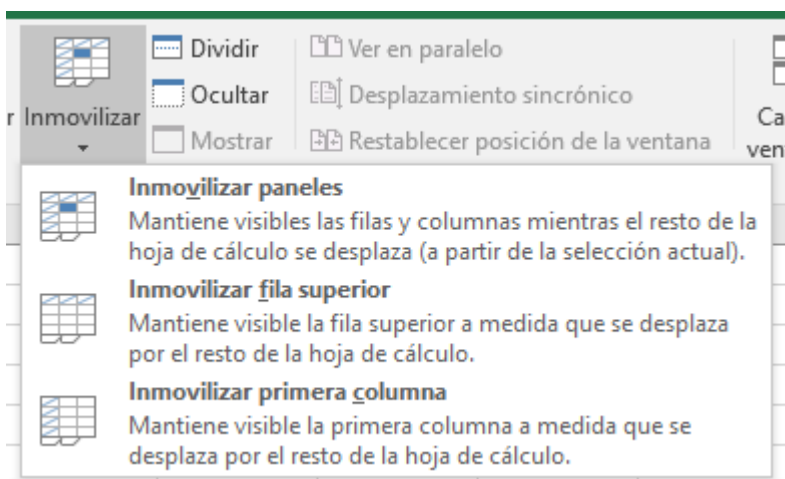 Inmovilizar
Dividir
Ocultar
Mostrar
Ver en paralelo
Desplazamiento sincrónico
Restablecer posición de la ventana
Inmovilizar paneles
Mantiene visibles las filas y columnas mientras el resto de la
hoja de cálculo se desplaza (a partir de la selección actual).
Inmovilizar fila superior
Mantiene visible la fila superior a medida que se desplaza
por el resto de la hoja de cálculo.
Inmovilizar primera columna
Mantiene visible la primera columna a medida que se
desplaza por el resto de la hoja de cálculo.